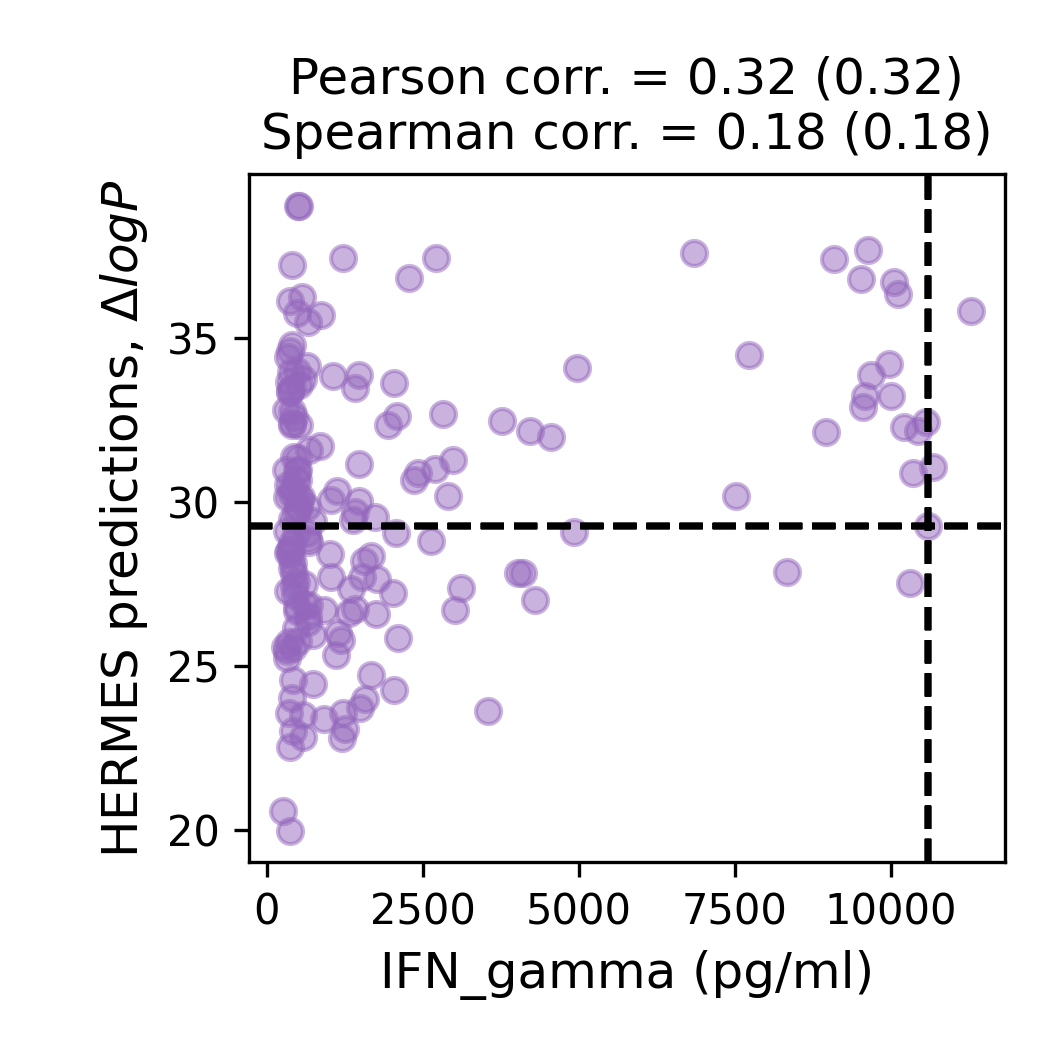 Pearson corr. = 0.32 (0.32)
Spearman corr. = 0.18 (0.18)
HERMES predictions, ΔlogP
35
30
25
20
0 2500 5000 7500 10000
IFN_gamma (pg/ml)